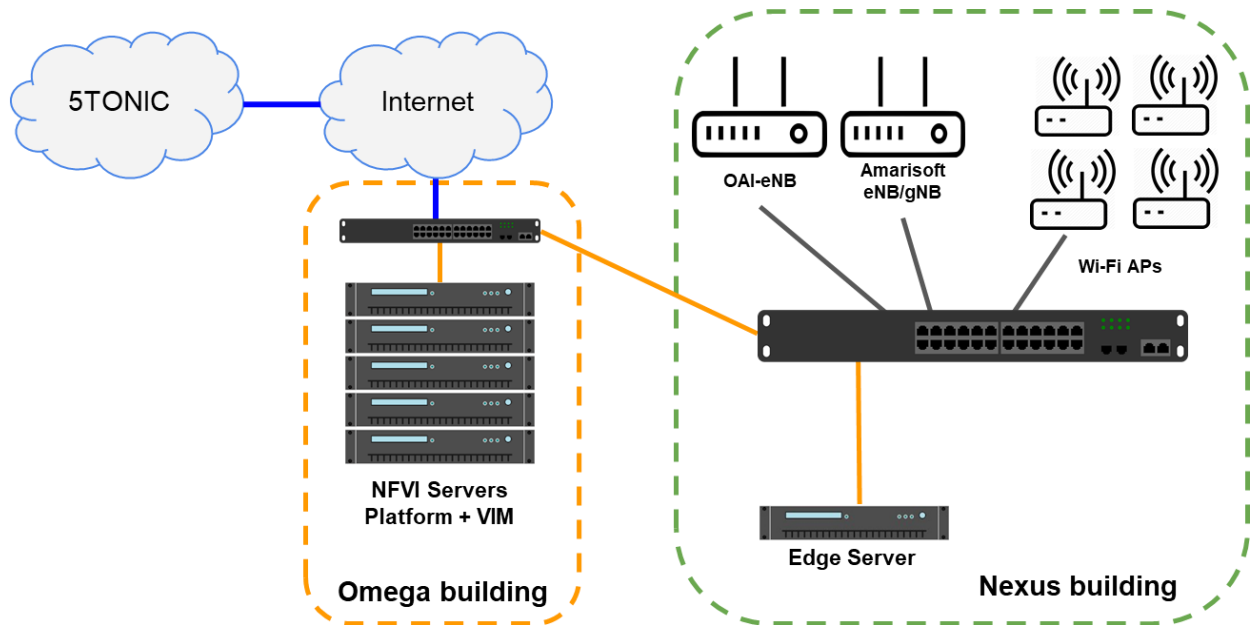 5TONIC
Internet
OAI-eNB
Amarisoft
eNB/gNB
Wi-Fi APs
NFVI Servers
Platform + VIM
Edge Server
Omega building
Nexus building